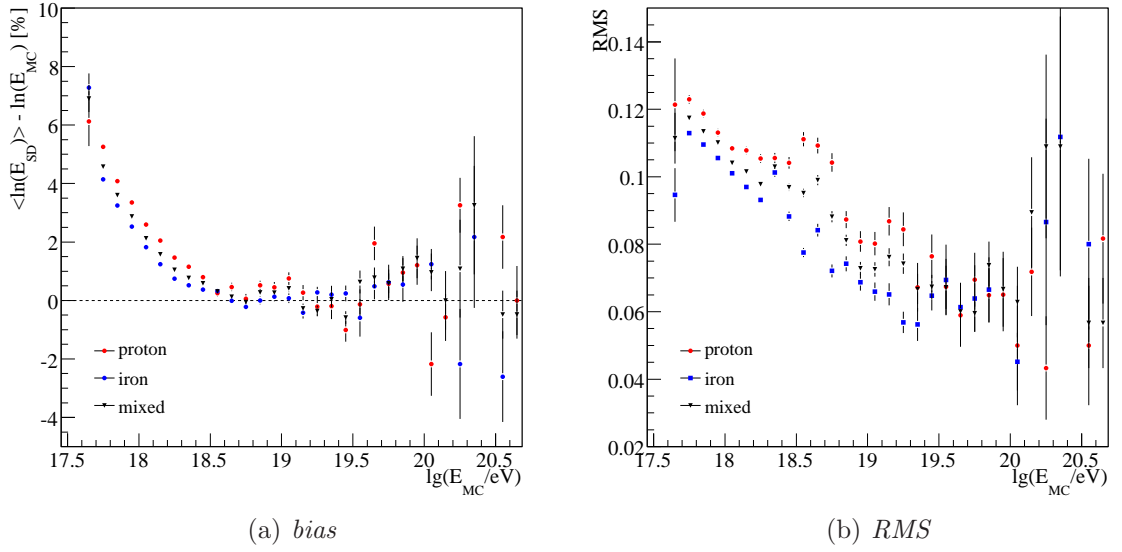 <ln(E_SD)> - ln(E_MC) [%]
8
6
4
2
0
-2
-4
proton
iron
mixed
17.5 18 18.5 19 19.5 20 20.5
lg(E_MC/eV)
(a) bias
RMS
0.14
0.12
0.1
0.08
0.06
0.04
0.02
proton
iron
mixed
17.5 18 18.5 19 19.5 20 20.5
lg(E_MC/eV)
(b) RMS